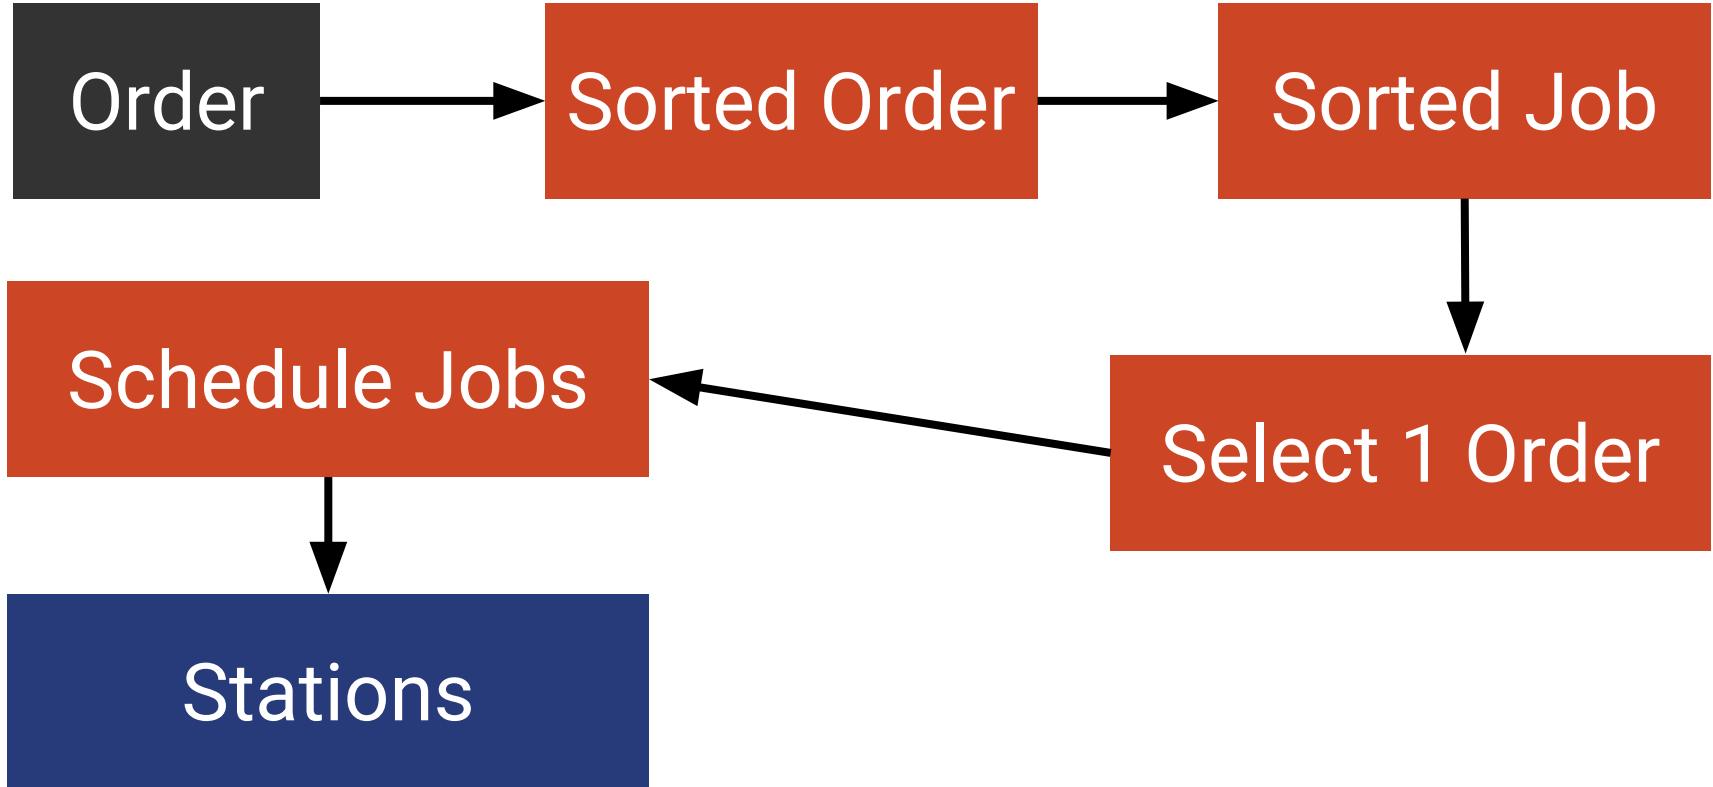 Order
Sorted Order
Sorted Job
Select 1 Order
Schedule Jobs
Stations